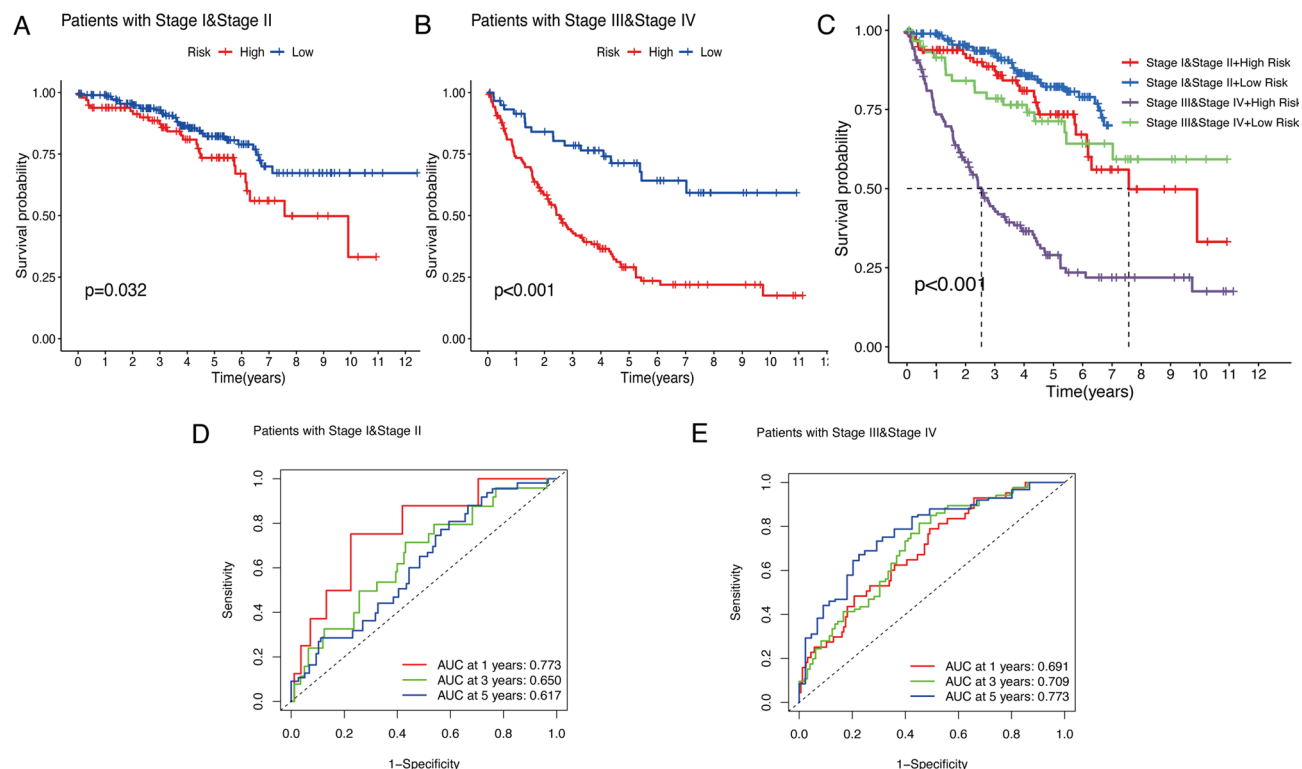 A
Patients with Stage I&Stage II
Risk High Low
Survival probability
1.00
0.75
0.50
0.25
0.00
p=0.032
0 1 2 3 4 5 6 7 8 9 10 11 12
Time(years)
B
Patients with Stage III&Stage IV
Risk High Low
Survival probability
1.00
0.75
0.50
0.25
0.00
p<0.001
0 1 2 3 4 5 6 7 8 9 10 11
Time(years)
C
Stage I&Stage II+High Risk
Stage I&Stage II+Low Risk
Stage III&Stage IV+High Risk
Stage III&Stage IV+Low Risk
Survival probability
1.00
0.75
0.50
0.25
0.00
p<0.001
0 1 2 3 4 5 6 7 8 9 10 11 12
Time(years)
D
Patients with Stage I&Stage II
Sensitivity
1.0
0.8
0.6
0.4
0.2
0.0
AUC at 1 years: 0.773
AUC at 3 years: 0.650
AUC at 5 years: 0.617
0.0 0.2 0.4 0.6 0.8 1.0
1−Specificity
E
Patients with Stage III&Stage IV
Sensitivity
1.0
0.8
0.6
0.4
0.2
0.0
AUC at 1 years: 0.691
AUC at 3 years: 0.709
AUC at 5 years: 0.773
0.0 0.2 0.4 0.6 0.8 1.0
1−Specificity